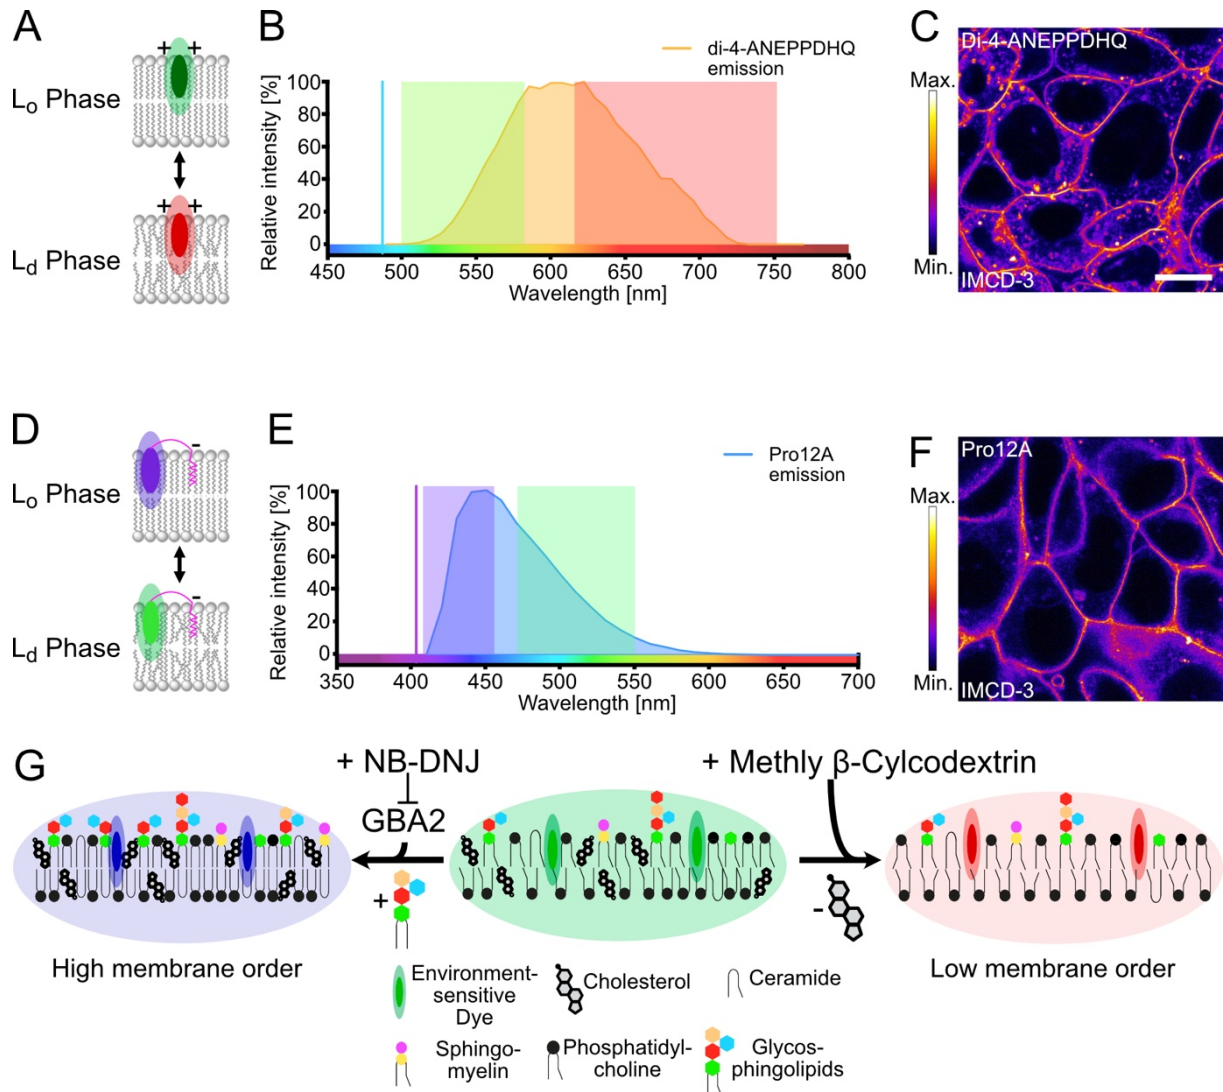 A
Lo Phase
+ +
+ +
Ld Phase
B
di-4-ANEPPDHQ
emission
Relative intensity [%]
100
80
60
40
20
0
450 500 550 600 650 700 750 800
Wavelength [nm]
C
Di-4-ANEPPDHQ
Max.
Min.
IMCD-3
D
-
Lo Phase
-
Ld Phase
E
Pro12A
emission
Relative intensity [%]
100
80
60
40
20
0
350 400 450 500 550 600 650 700
Wavelength [nm]
F
Pro12A
Max.
Min.
IMCD-3
G
+ NB-DNJ
GBA2
+
+ Methly β-Cylcodextrin
-
High membrane order
Low membrane order
Environment-
sensitive
Dye
Cholesterol
Ceramide
Sphingo-
myelin
Phosphatidyl-
choline
Glycos-
phingolipids